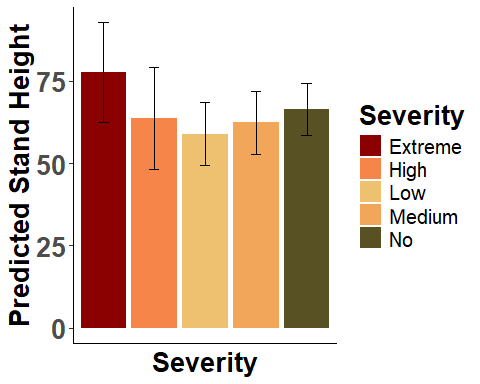 Predicted Stand Height
75
50
25
0
Severity
Severity
Extreme
High
Low
Medium
No